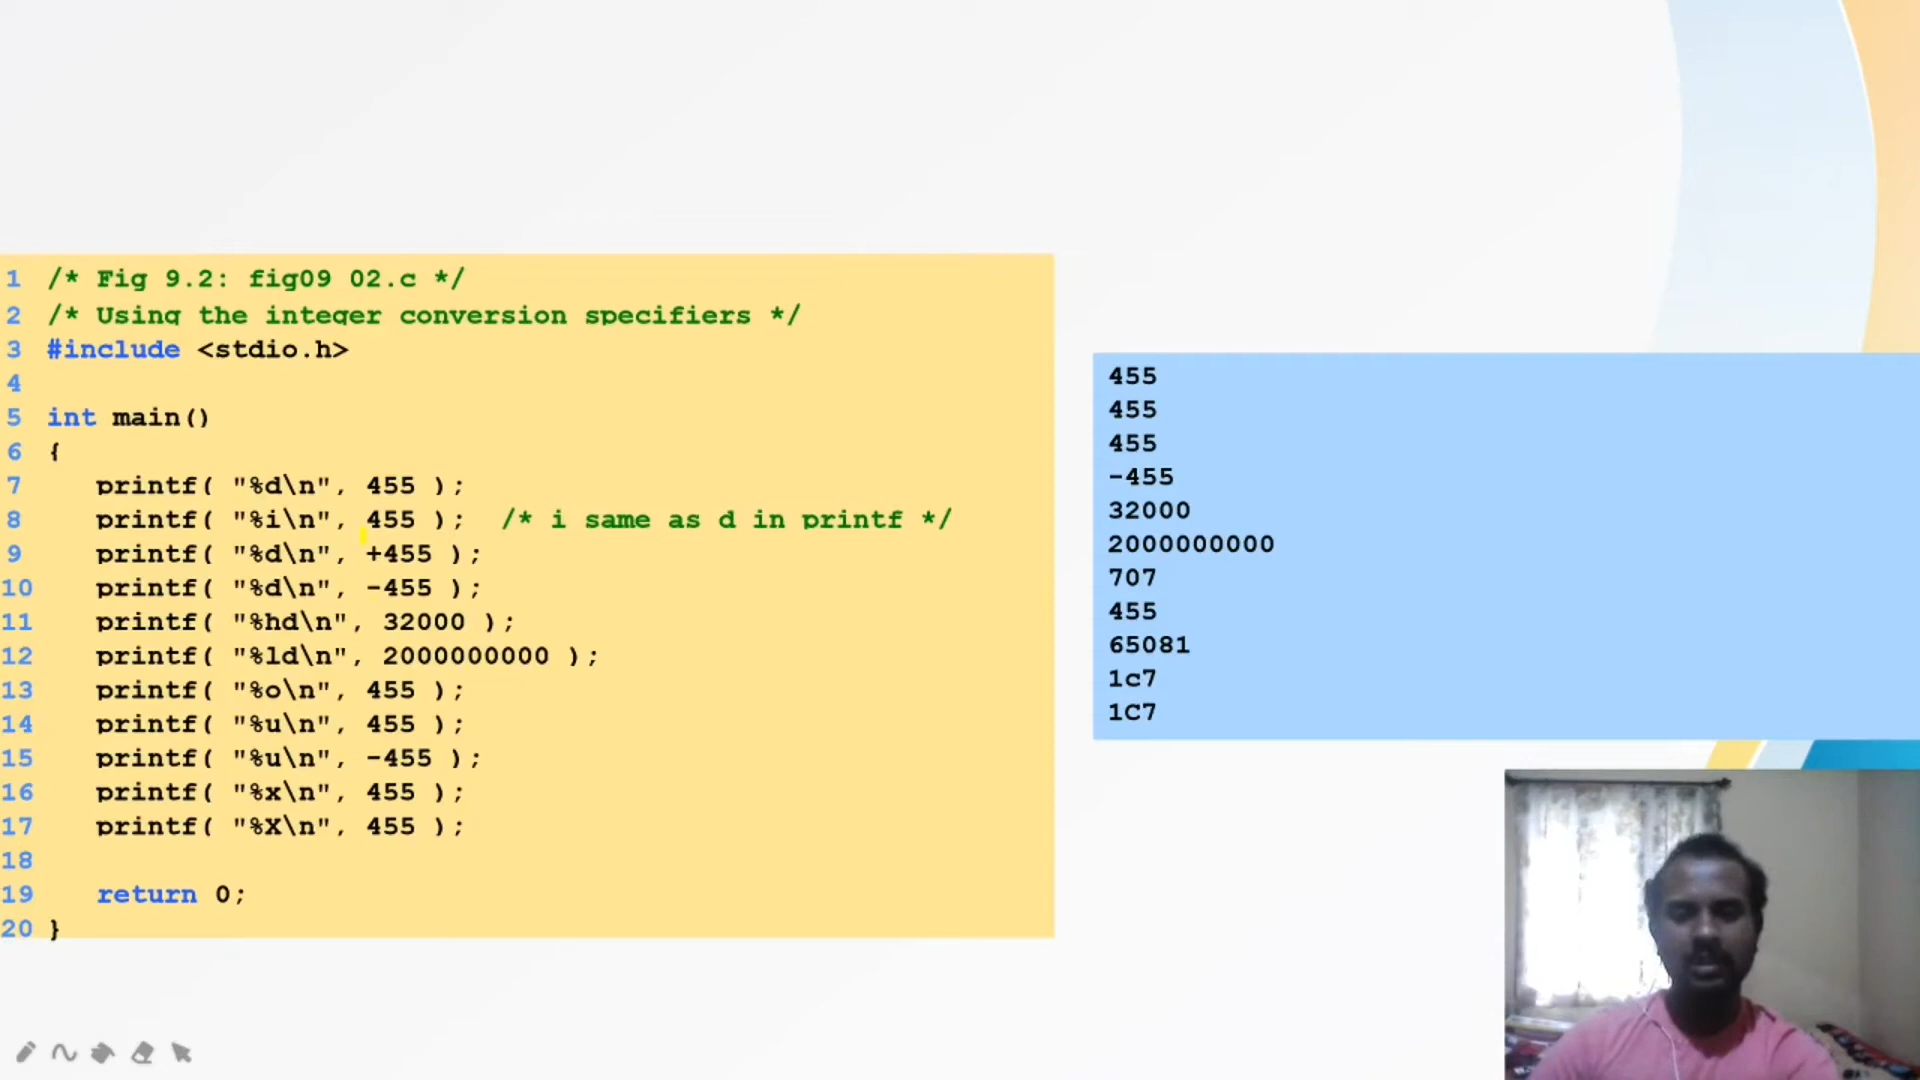 1 /* Fig 9.2: fig09 02.c */
2 /* Using the integer conversion specifiers */
3 #include <stdio.h>
4
5 int main()
6 {
7 printf( "%d\n", 455 );
8 printf( "%i\n", 455 ); /* i same as d in printf */
9 printf( "%d\n", +455 );
10 printf( "%d\n", -455 );
11 printf( "%hd\n", 32000 );
12 printf( "%ld\n", 2000000000 );
13 printf( "%o\n", 455 );
14 printf( "%u\n", 455 );
15 printf( "%u\n", -455 );
16 printf( "%x\n", 455 );
17 printf( "%X\n", 455 );
18
19 return 0;
20 }
455
455
455
-455
32000
2000000000
707
455
65081
1c7
1C7